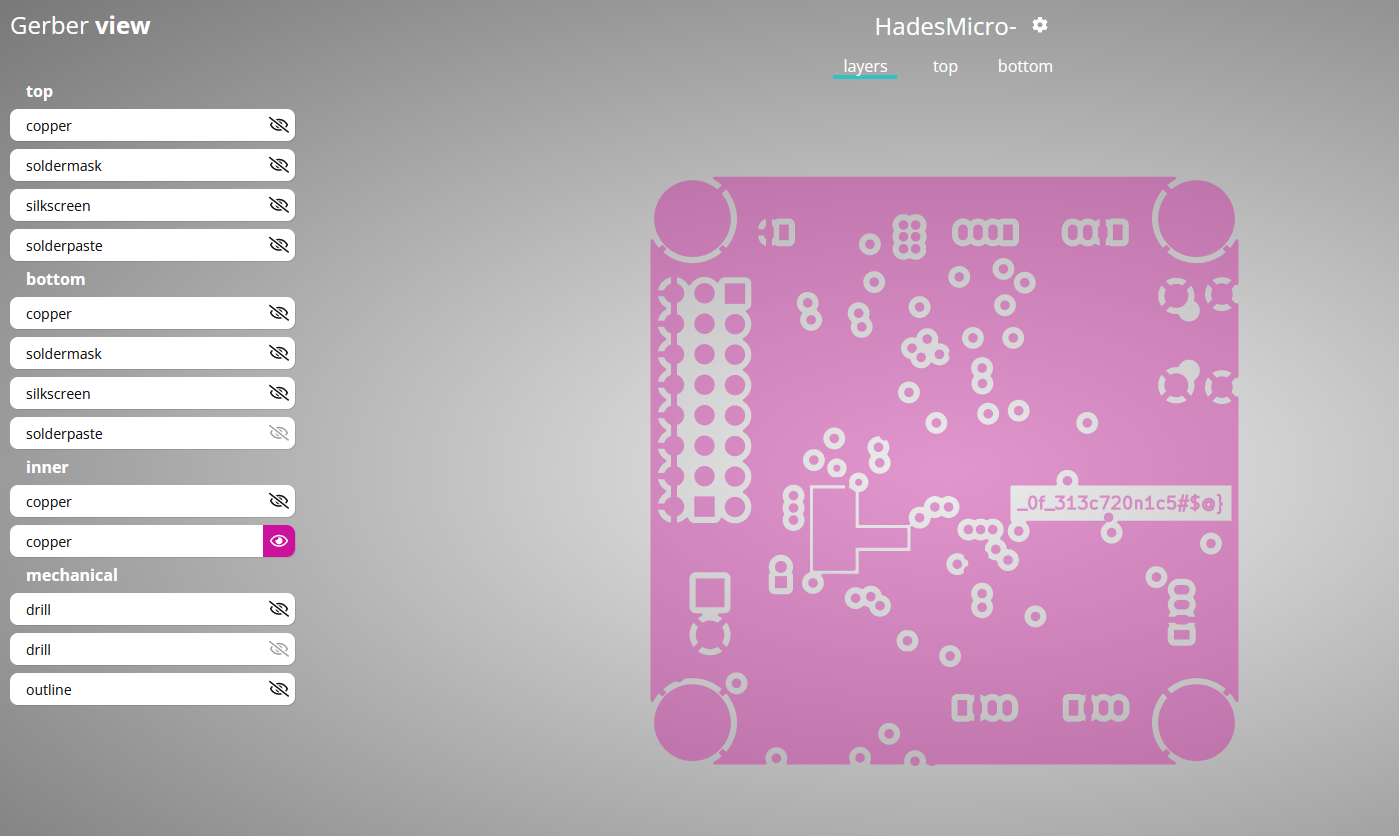 Gerber view
HadesMicro-
layers
top
bottom
top
copper
soldermask
silkscreen
solderpaste
bottom
copper
soldermask
silkscreen
solderpaste
inner
copper
copper
mechanical
drill
drill
outline
_0f_313c720n1c5#$@}